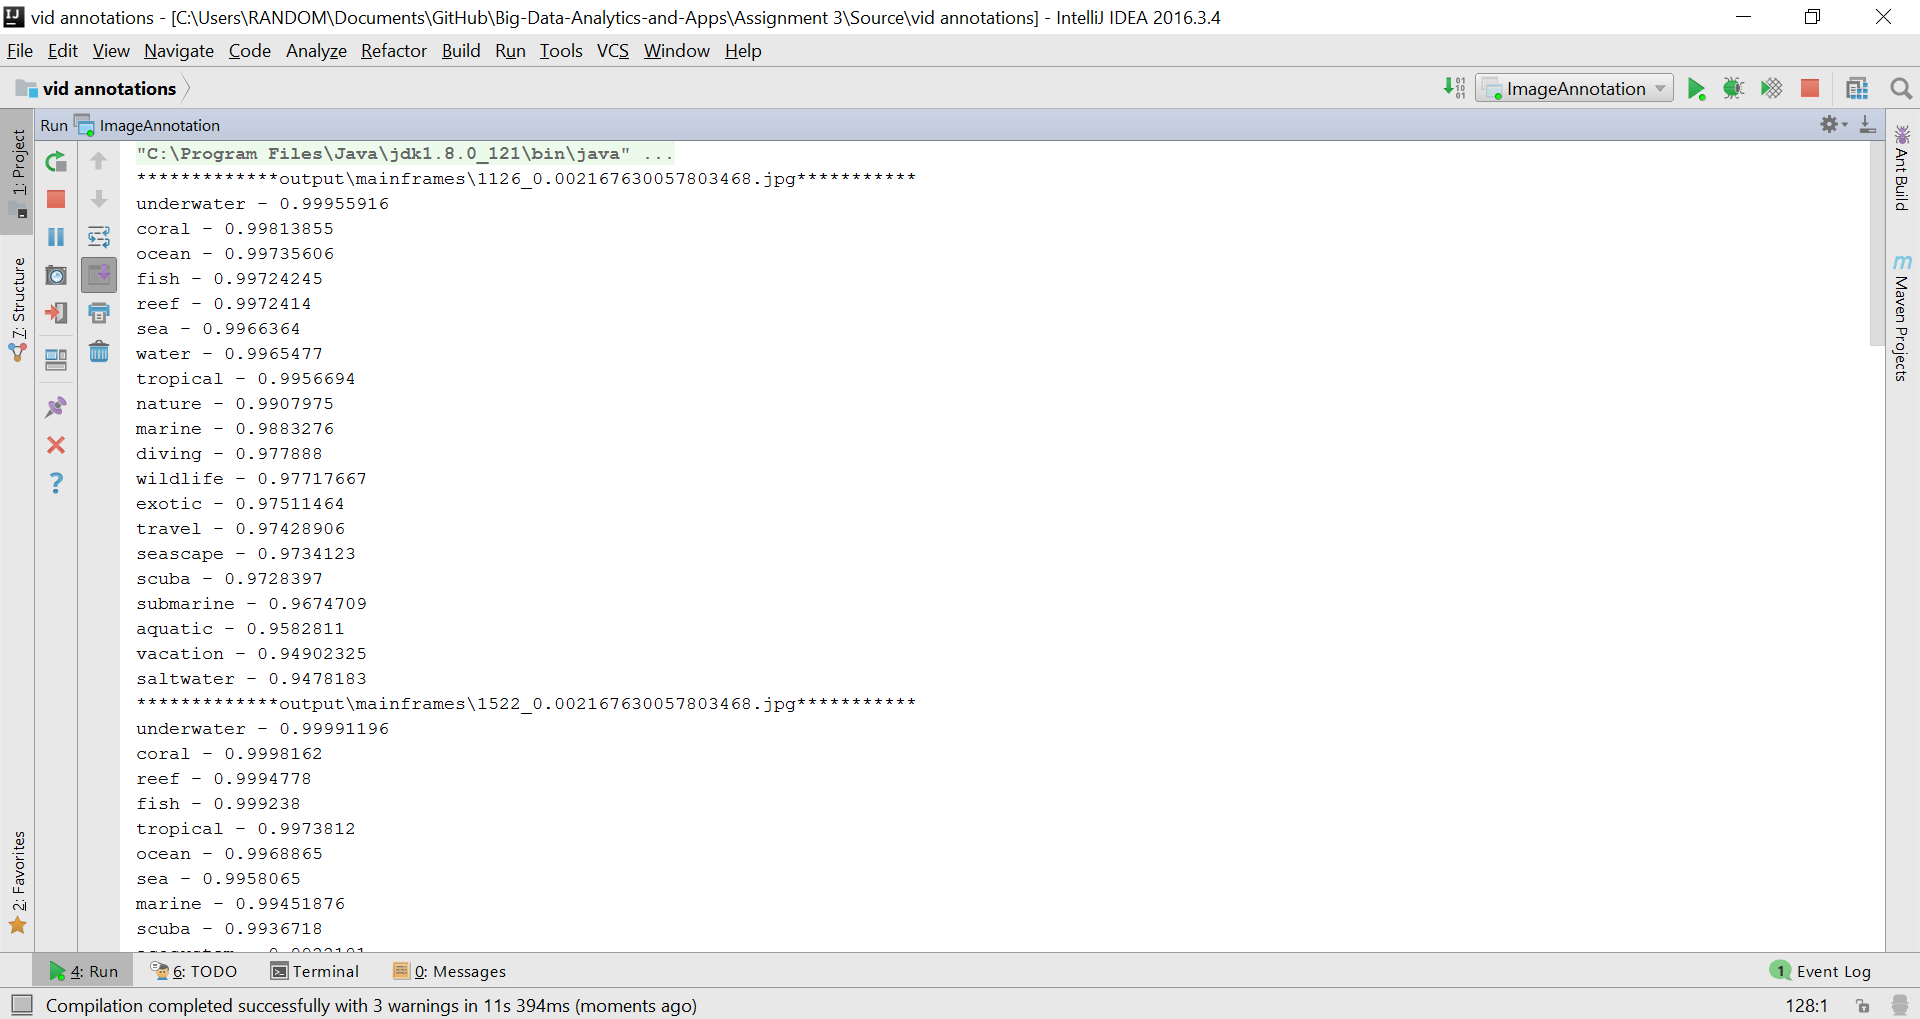 vid annotations - [C:\Users\RANDOM\Documents\GitHub\Big-Data-Analytics-and-Apps\Assignment 3\Source\vid annotations] - IntelliJ IDEA 2016.3.4
File Edit View Navigate Code Analyze Refactor Build Run Tools VCS Window Help
vid annotations
ImageAnnotation
Run ImageAnnotation
1: Project
7: Structure
2: Favorites
Ant Build
Maven Projects
"C:\Program Files\Java\jdk1.8.0_121\bin\java" ...
*************output\mainframes\1126_0.002167630057803468.jpg***********
underwater - 0.99955916
coral - 0.99813855
ocean - 0.99735606
fish - 0.99724245
reef - 0.9972414
sea - 0.9966364
water - 0.9965477
tropical - 0.9956694
nature - 0.9907975
marine - 0.9883276
diving - 0.977888
wildlife - 0.97717667
exotic - 0.97511464
travel - 0.97428906
seascape - 0.9734123
scuba - 0.9728397
submarine - 0.9674709
aquatic - 0.9582811
vacation - 0.94902325
saltwater - 0.9478183
*************output\mainframes\1522_0.002167630057803468.jpg***********
underwater - 0.99991196
coral - 0.9998162
reef - 0.9994778
fish - 0.999238
tropical - 0.9973812
ocean - 0.9968865
sea - 0.9958065
marine - 0.99451876
scuba - 0.9936718
4: Run 6: TODO Terminal 0: Messages 1 Event Log
Compilation completed successfully with 3 warnings in 11s 394ms (moments ago) 128:1